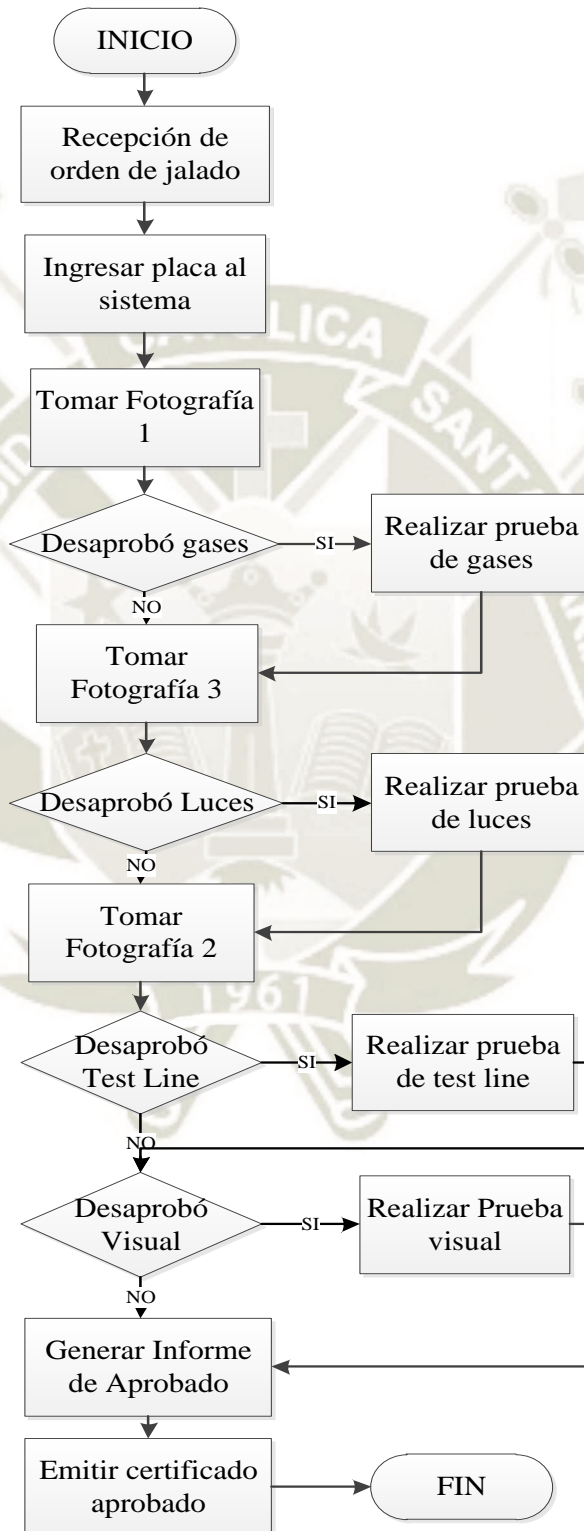 INICIO
Recepción de
orden de jalado
Ingresar placa al
sistema
CATÓLICA
SANTA
Tomar Fotografía
1
Desaprobó gases
SI
Realizar prueba
de gases
NO
Tomar
Fotografía 3
Desaprobó Luces
SI
Realizar prueba
de luces
NO
Tomar
Fotografía 2
1961
Desaprobó
Test Line
SI
Realizar prueba
de test line
NO
Desaprobó
Visual
SI
Realizar Prueba
visual
NO
Generar Informe
de Aprobado
Emitir certificado
aprobado
FIN